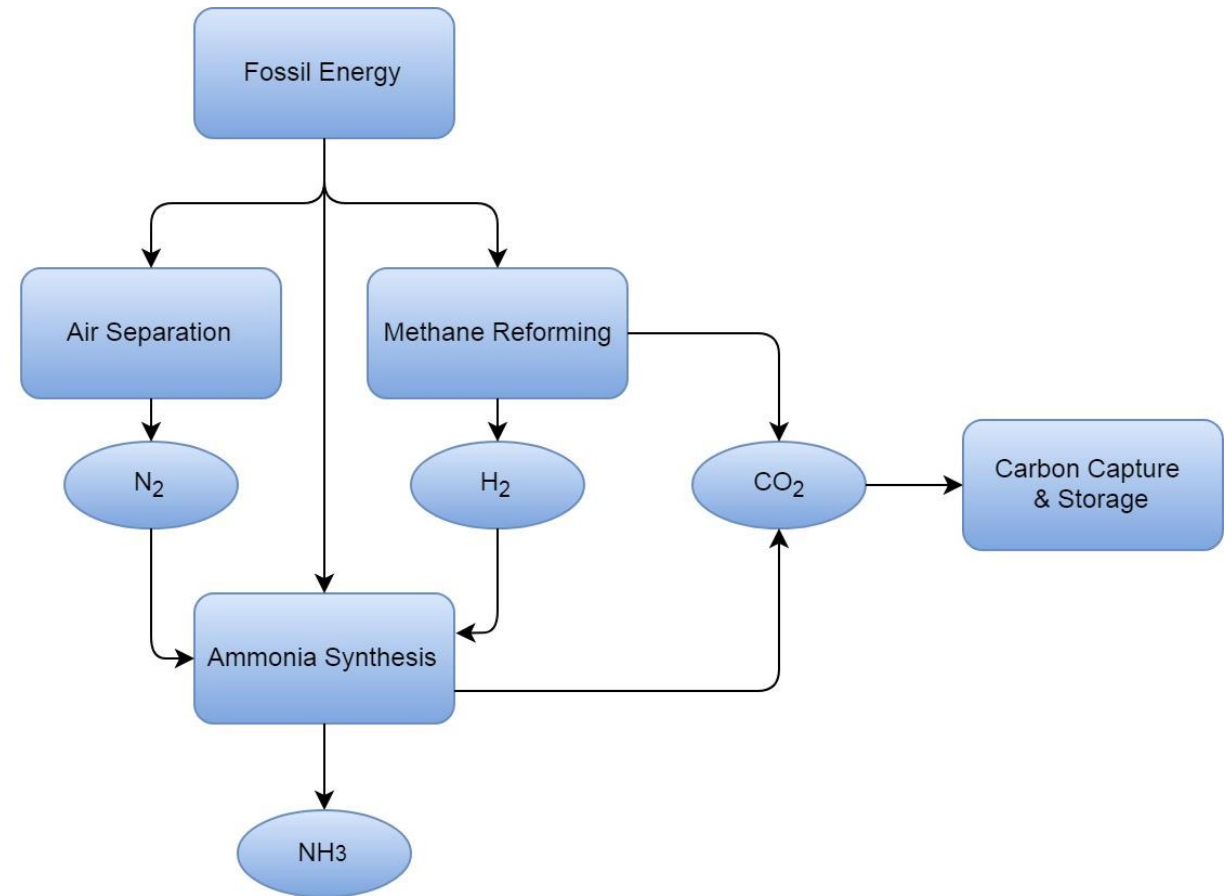 Fossil Energy
Air Separation
Methane Reforming
N₂
H₂
CO₂
Carbon Capture
& Storage
Ammonia Synthesis
NH3